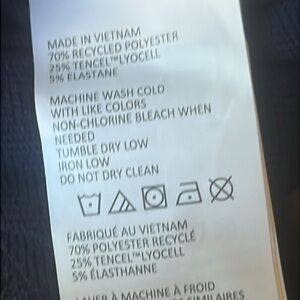 MADE IN VIETNAM
70% RECYCLED POLYESTER
25% TENCEL™LYOCELL
5% ELASTANE
MACHINE WASH COLD
WITH LIKE COLORS
NON-CHLORINE BLEACH WHEN
NEEDED
TUMBLE DRY LOW
IRON LOW
DO NOT DRY CLEAN
FABRIQUÉ AU VIETNAM
70% POLYESTER RECYCLÉ
25% TENCEL™LYOCELL
5% ÉLASTHANNE
LAVER À MACHINE À FROID
SIMILAIRES